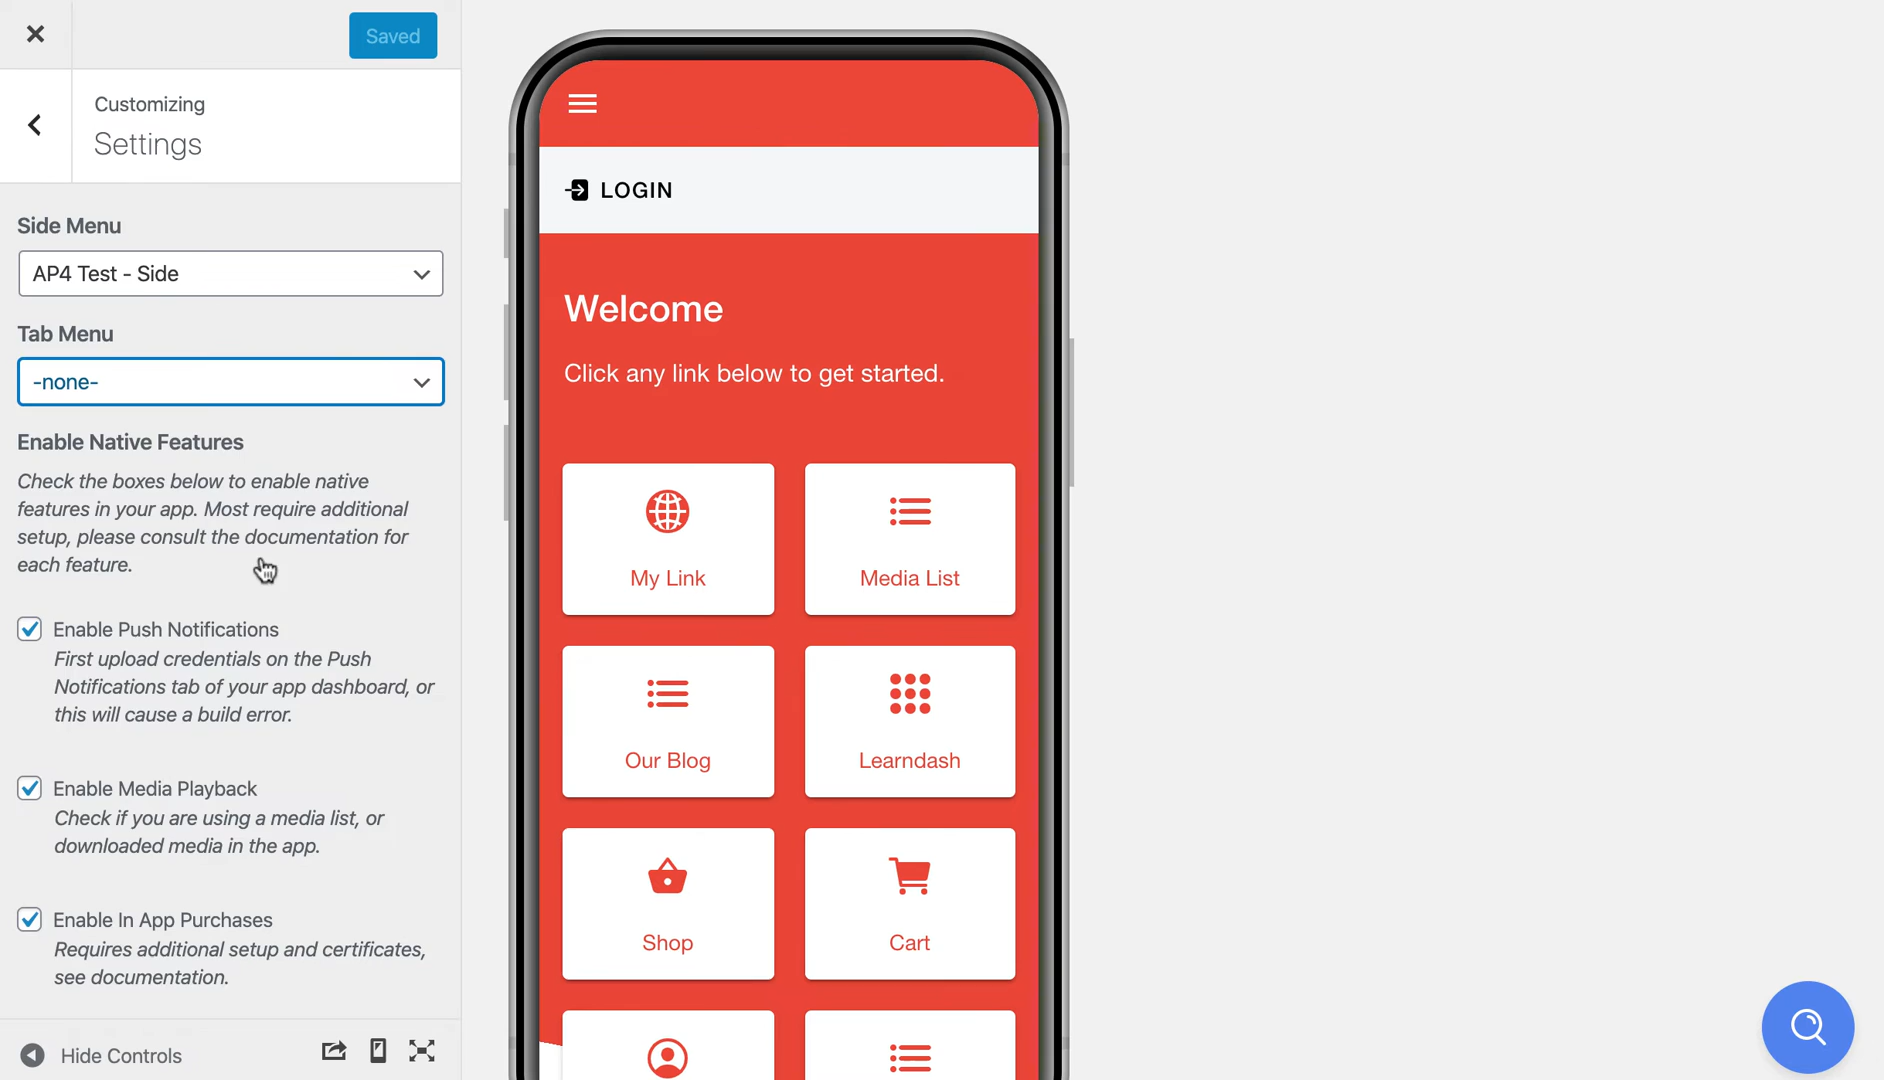 Saved
Customizing
Settings
Side Menu
AP4 Test - Side
Tab Menu
-none-
Enable Native Features
Check the boxes below to enable native
features in your app. Most require additional
setup, please consult the documentation for
each feature.
Enable Push Notifications
First upload credentials on the Push
Notifications tab of your app dashboard, or
this will cause a build error.
Enable Media Playback
Check if you are using a media list, or
downloaded media in the app.
Enable In App Purchases
Requires additional setup and certificates,
see documentation.
Hide Controls
LOGIN
Welcome
Click any link below to get started.
My Link
Media List
Our Blog
Learndash
Shop
Cart